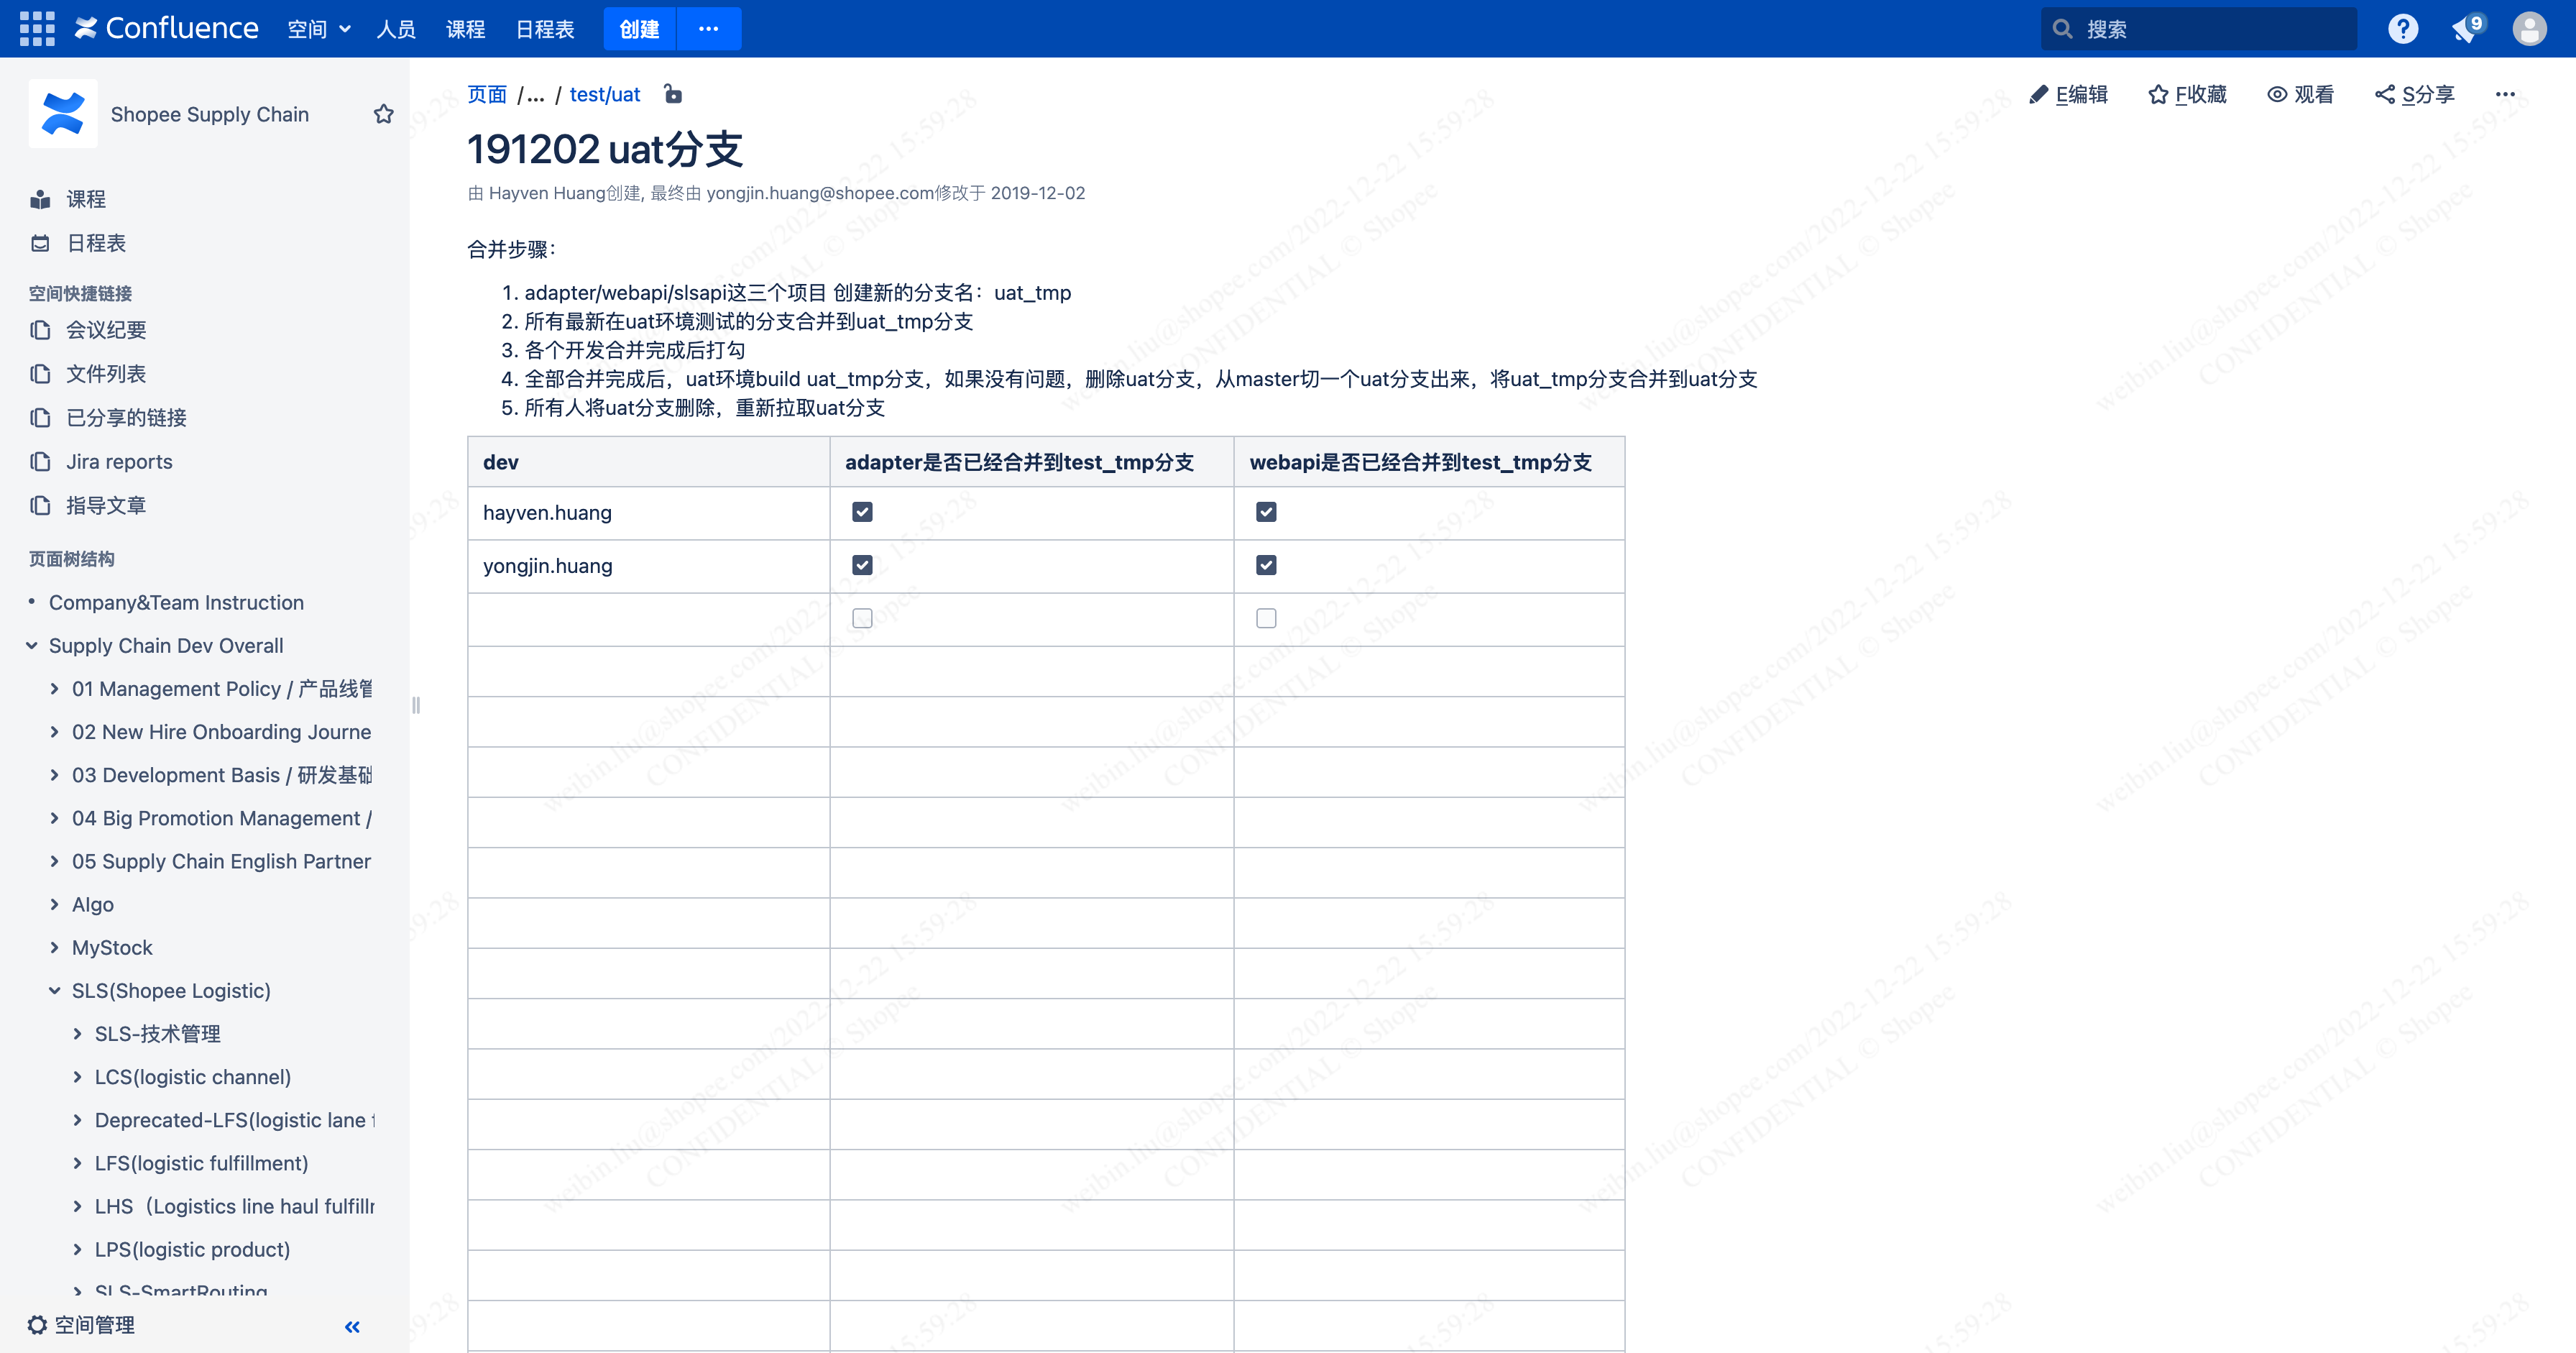 Confluence 空间 人员 课程 日程表 创建 ··· 搜索 9
Shopee Supply Chain
课程
日程表
空间快捷链接
会议纪要
文件列表
已分享的链接
Jira reports
指导文章
页面树结构
Company&Team Instruction
Supply Chain Dev Overall
01 Management Policy / 产品线管
02 New Hire Onboarding Journe
03 Development Basis / 研发基础
04 Big Promotion Management /
05 Supply Chain English Partner
Algo
MyStock
SLS(Shopee Logistic)
SLS-技术管理
LCS(logistic channel)
Deprecated-LFS(logistic lane f
LFS(logistic fulfillment)
LHS（Logistics line haul fulfillr
LPS(logistic product)
SLS-SmartRouting
空间管理
页面 /... / test/uat
E编辑 F收藏 观看 S分享 ···
191202 uat分支
由 Hayven Huang创建, 最终由 yongjin.huang@shopee.com修改于 2019-12-02
合并步骤：
1. adapter/webapi/slsapi这三个项目 创建新的分支名：uat_tmp
2. 所有最新在uat环境测试的分支合并到uat_tmp分支
3. 各个开发合并完成后打勾
4. 全部合并完成后，uat环境build uat_tmp分支，如果没有问题，删除uat分支，从master切一个uat分支出来，将uat_tmp分支合并到uat分支
5. 所有人将uat分支删除，重新拉取uat分支
dev adapter是否已经合并到test_tmp分支 webapi是否已经合并到test_tmp分支
hayven.huang
yongjin.huang
weibin.liu@shopee.com/2022-12-22 15:59:28
CONFIDENTIAL © Shopee